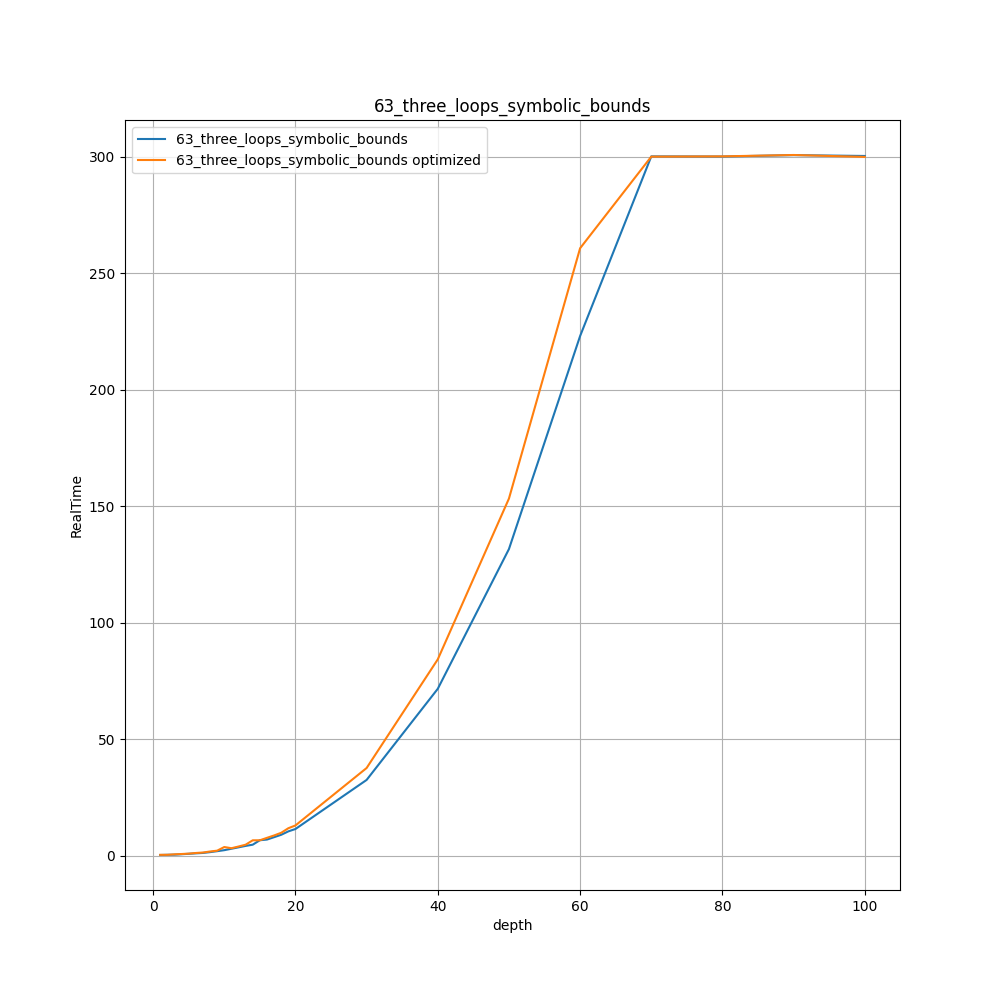 63_three_loops_symbolic_bounds
63_three_loops_symbolic_bounds
63_three_loops_symbolic_bounds optimized
300
250
200
150
100
50
0
RealTime
0 20 40 60 80 100
depth